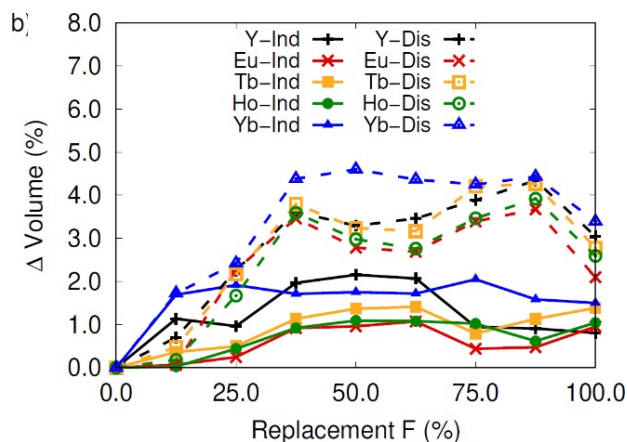 b)
8.0
7.0
6.0
5.0
4.0
3.0
2.0
1.0
0.0
Δ Volume (%)
Y-Ind Y-Dis
Eu-Ind Eu-Dis
Tb-Ind Tb-Dis
Ho-Ind Ho-Dis
Yb-Ind Yb-Dis
0.0 25.0 50.0 75.0 100.0
Replacement F (%)